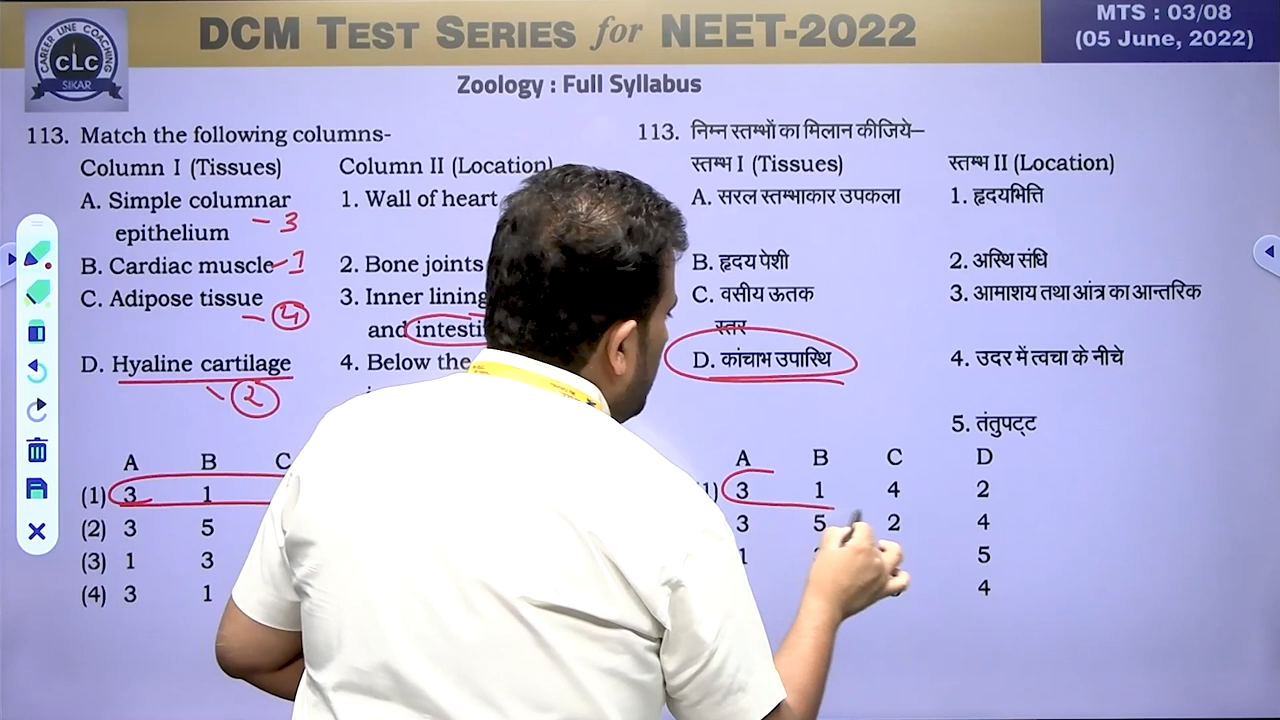 CAREER LINE COACHING
CLC
SIKAR
DCM TEST SERIES for NEET-2022
MTS : 03/08
(05 June, 2022)
Zoology : Full Syllabus
113. Match the following columns-
Column I (Tissues) Column II (Location)
A. Simple columnar 1. Wall of heart
epithelium - 3
B. Cardiac muscle - 1 2. Bone joints
C. Adipose tissue 3. Inner lining
- 4 and intesti
D. Hyaline cartilage 4. Below the
- 2
A B C
(1) 3 1
(2) 3 5
(3) 1 3
(4) 3 1
113. निम्न स्तम्भों का मिलान कीजिये–
स्तम्भ I (Tissues) स्तम्भ II (Location)
A. सरल स्तम्भाकार उपकला 1. हृदयभित्ति
B. हृदय पेशी 2. अस्थि संधि
C. वसीय ऊतक 3. आमाशय तथा आंत्र का आन्तरिक
स्तर
D. कांचाभ उपास्थि 4. उदर में त्वचा के नीचे
5. तंतुपट्ट
A B C D
1) 3 1 4 2
3 5 2 4
1 5
4